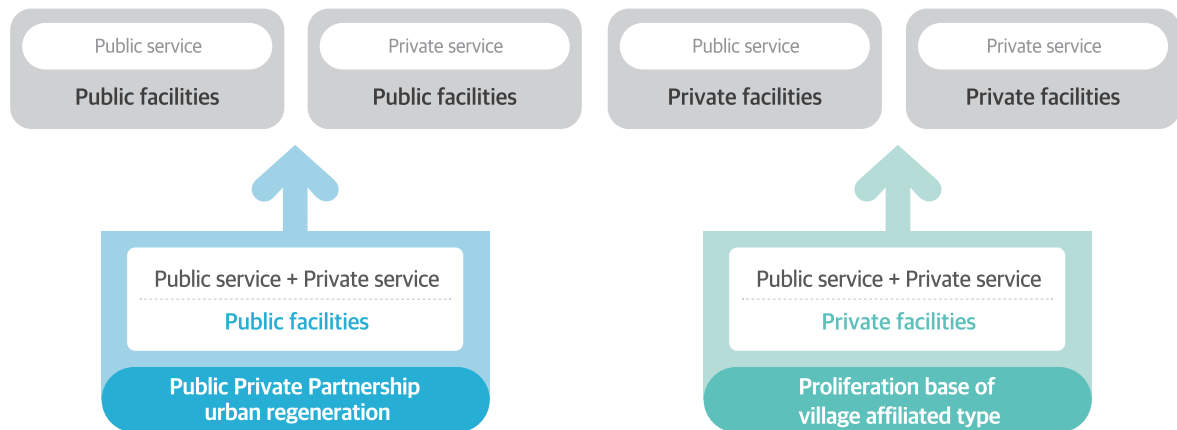 Public service
Public facilities
Private service
Public facilities
Public service
Private facilities
Private service
Private facilities
Public service + Private service
Public facilities
Public Private Partnership
urban regeneration
Public service + Private service
Private facilities
Proliferation base of
village affiliated type